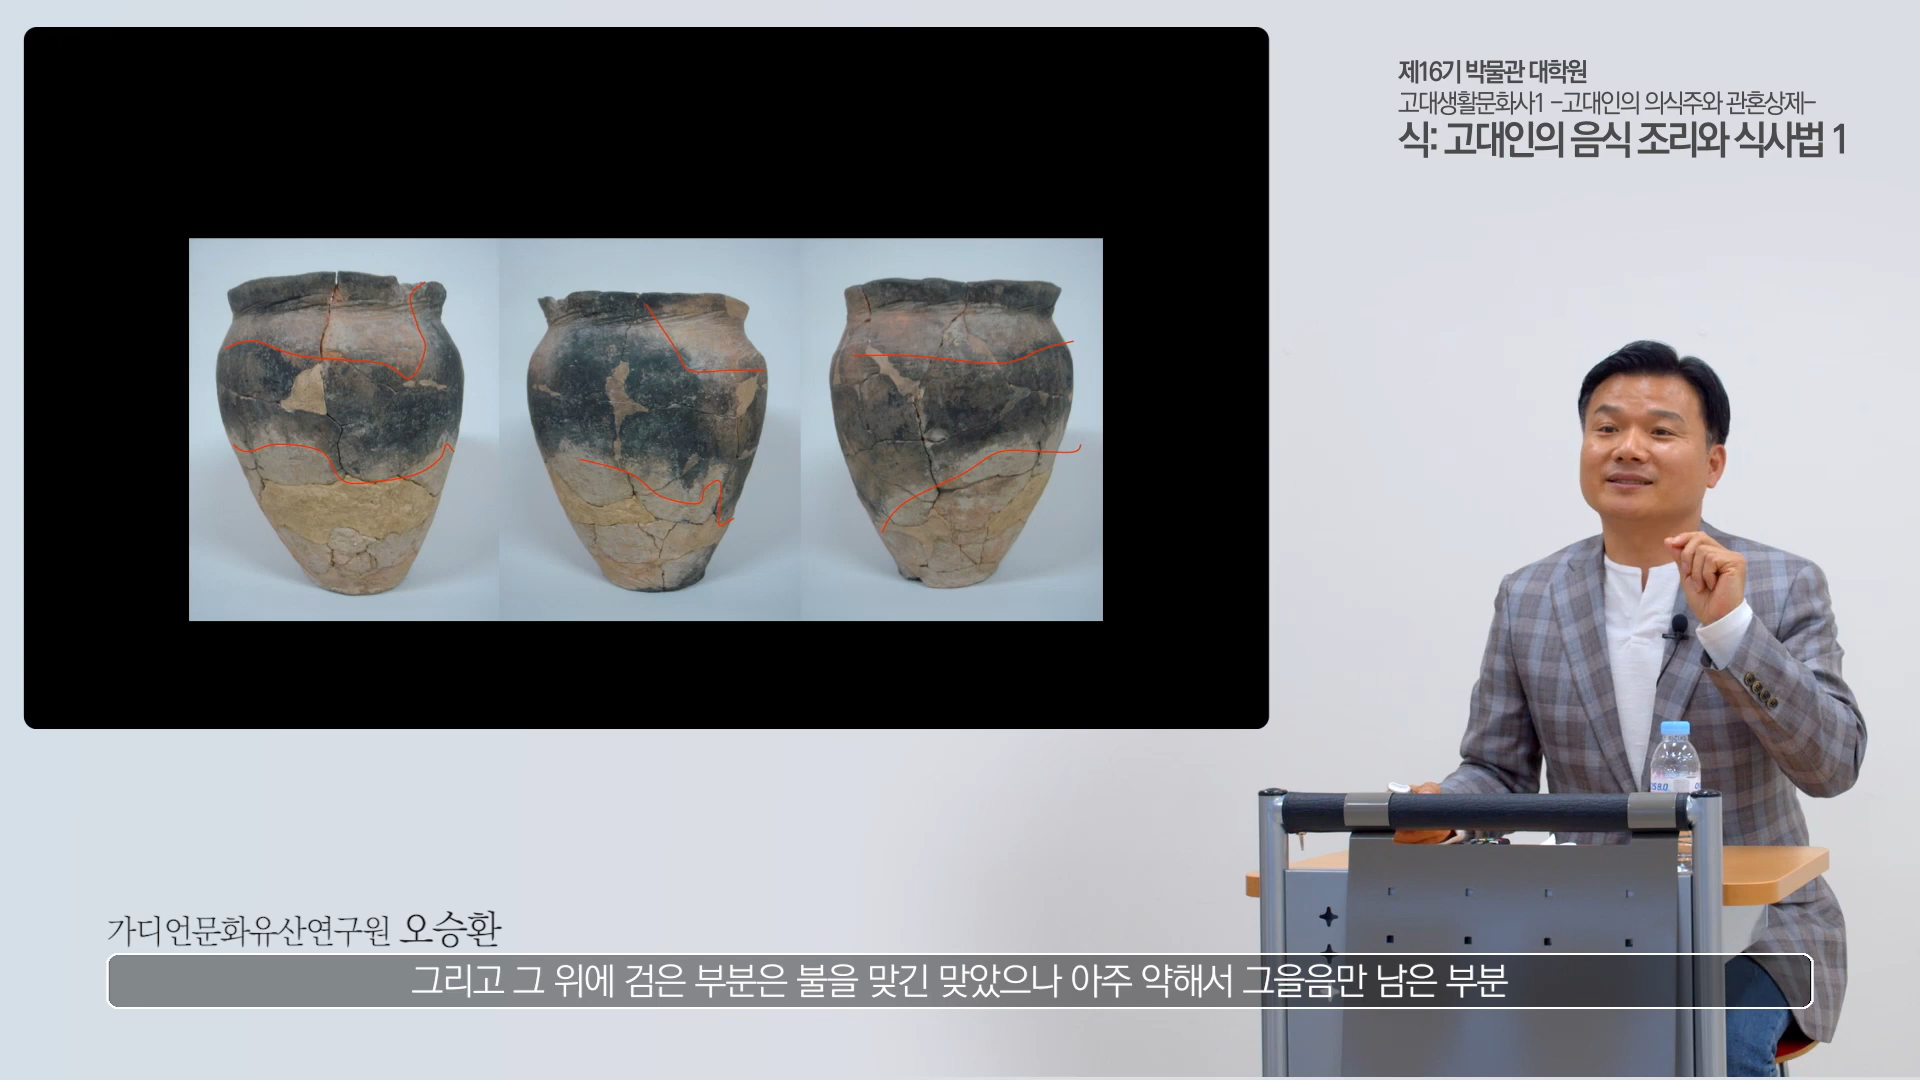 제16기 박물관 대학원
고대생활문화사1 -고대인의 의식주와 관혼상제-
식: 고대인의 음식 조리와 식사법 1
가디언문화유산연구원 오승환
그리고 그 위에 검은 부분은 불을 맞긴 맞았으나 아주 약해서 그을음만 남은 부분